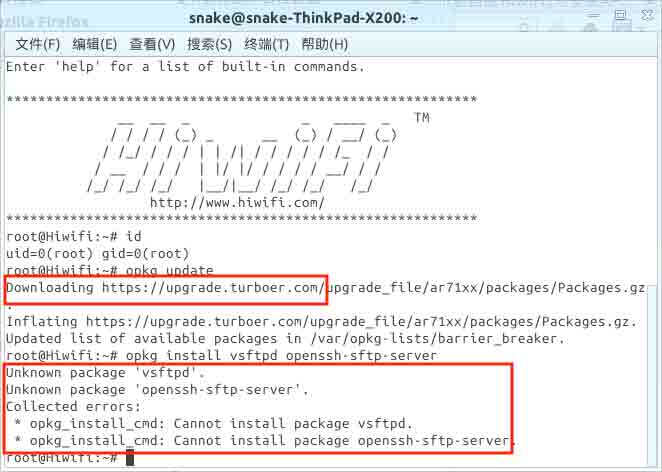 snake@snake-ThinkPad-X200: ~
文件(F) 编辑(E) 查看(V) 搜索(S) 终端(T) 帮助(H)
Enter 'help' for a list of built-in commands.
***********************************************************
HiWiFi TM
http://www.hiwifi.com/
***********************************************************
root@Hiwifi:~# id
uid=0(root) gid=0(root)
root@Hiwifi:~# opkg update
Downloading https://upgrade.turboer.com/upgrade_file/ar71xx/packages/Packages.gz
.
Inflating https://upgrade.turboer.com/upgrade_file/ar71xx/packages/Packages.gz.
Updated list of available packages in /var/opkg-lists/barrier_breaker.
root@Hiwifi:~# opkg install vsftpd openssh-sftp-server
Unknown package 'vsftpd'.
Unknown package 'openssh-sftp-server'.
Collected errors:
* opkg_install_cmd: Cannot install package vsftpd.
* opkg_install_cmd: Cannot install package openssh-sftp-server.
root@Hiwifi:~#